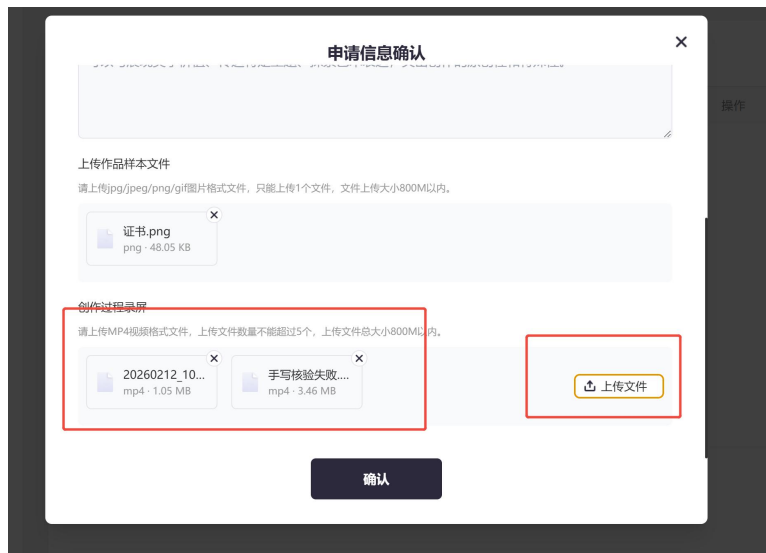 申请信息确认
操作
上传作品样本文件
请上传jpg/jpeg/png/gif图片格式文件，只能上传1个文件，文件上传大小800M以内。
证书.png
png · 48.05 KB
创作过程录屏
请上传MP4视频格式文件，上传文件数量不能超过5个，上传文件总大小800M以内。
20260212_10...
mp4 · 1.05 MB
手写核验失败....
mp4 · 3.46 MB
上传文件
确认